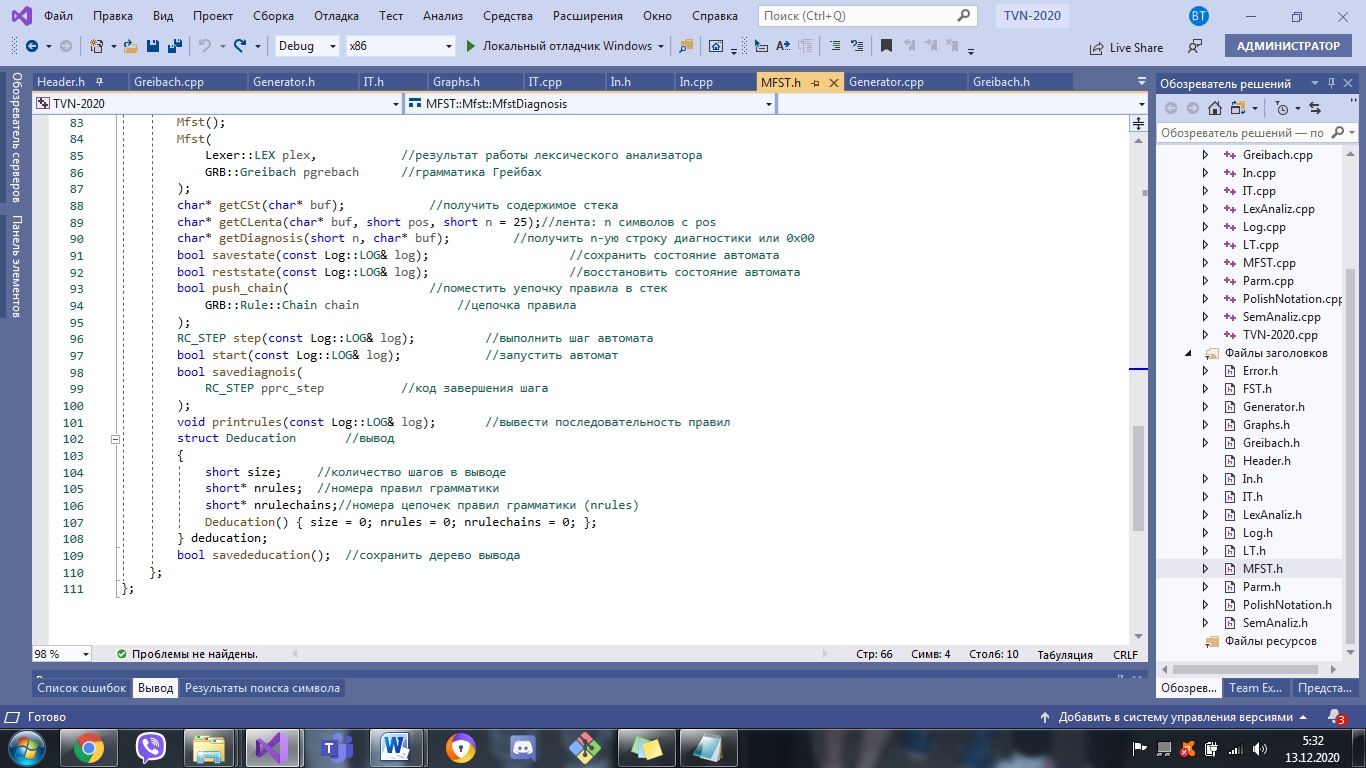 Файл Правка Вид Проект Сборка Отладка Тест Анализ Средства Расширения Окно Справка Поиск (Ctrl+Q) TVN-2020 ВТ
Debug x86 Локальный отладчик Windows Live Share АДМИНИСТРАТОР
Обозреватель серверов
Панель элементов
Header.h Greibach.cpp Generator.h IT.h Graphs.h IT.cpp In.h In.cpp MFST.h Generator.cpp Greibach.h
TVN-2020 MFST::Mfst::MfstDiagnosis
83 Mfst();
84 Mfst(
85 Lexer::LEX plex, //результат работы лексического анализатора
86 GRB::Greibach pgrebach //грамматика Грейбах
87 );
88 char* getCSt(char* buf); //получить содержимое стека
89 char* getCLenta(char* buf, short pos, short n = 25);//лента: n символов с pos
90 char* getDiagnosis(short n, char* buf); //получить n-ую строку диагностики или 0x00
91 bool savestate(const Log::LOG& log); //сохранить состояние автомата
92 bool reststate(const Log::LOG& log); //восстановить состояние автомата
93 bool push_chain( //поместить уепочку правила в стек
94 GRB::Rule::Chain chain //цепочка правила
95 );
96 RC_STEP step(const Log::LOG& log); //выполнить шаг автомата
97 bool start(const Log::LOG& log); //запустить автомат
98 bool savediagnois(
99 RC_STEP pprc_step //код завершения шага
100 );
101 void printrules(const Log::LOG& log); //вывести последовательность правил
102 struct Deducation //вывод
103 {
104 short size; //количество шагов в выводе
105 short* nrules; //номера правил грамматики
106 short* nrulechains;//номера цепочек правил грамматики (nrules)
107 Deducation() { size = 0; nrules = 0; nrulechains = 0; };
108 } deducation;
109 bool savededucation(); //сохранить дерево вывода
110 };
111 };
98 % Проблемы не найдены. Стр: 66 Симв: 4 Столб: 10 Табуляция CRLF
Список ошибок Вывод Результаты поиска символа
Обозреватель решений
Обозреватель решений — по
Greibach.cpp
In.cpp
IT.cpp
LexAnaliz.cpp
Log.cpp
LT.cpp
MFST.cpp
Parm.cpp
PolishNotation.cpp
SemAnaliz.cpp
TVN-2020.cpp
Файлы заголовков
Error.h
FST.h
Generator.h
Graphs.h
Greibach.h
Header.h
In.h
IT.h
LexAnaliz.h
Log.h
LT.h
MFST.h
Parm.h
PolishNotation.h
SemAnaliz.h
Файлы ресурсов
Обозрев... Team Ex... Предста...
Готово Добавить в систему управления версиями 3
5:32
13.12.2020